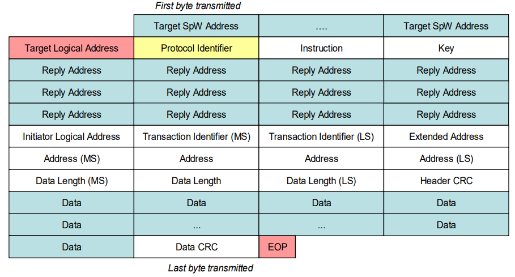 First byte transmitted
Target SpW Address .... Target SpW Address
Target Logical Address Protocol Identifier Instruction Key
Reply Address Reply Address Reply Address Reply Address
Reply Address Reply Address Reply Address Reply Address
Reply Address Reply Address Reply Address Reply Address
Initiator Logical Address Transaction Identifier (MS) Transaction Identifier (LS) Extended Address
Address (MS) Address Address Address (LS)
Data Length (MS) Data Length Data Length (LS) Header CRC
Data Data Data Data
Data ... ... Data
Data Data CRC EOP
Last byte transmitted